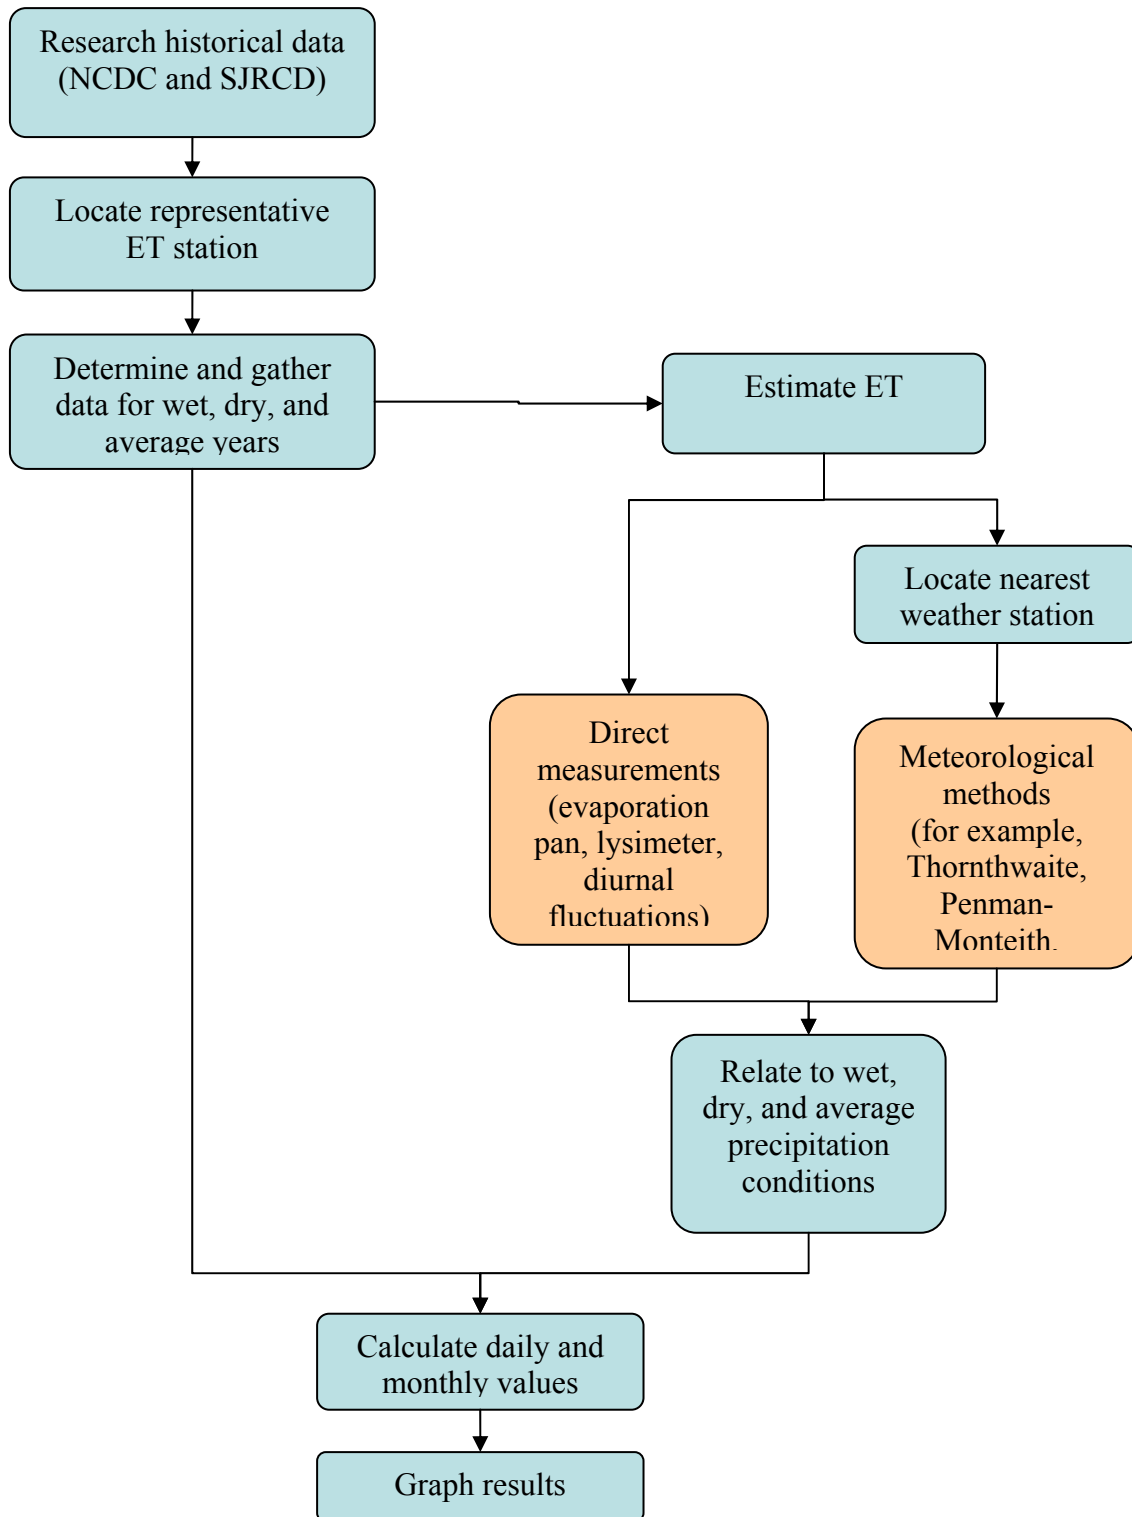 Research historical data
(NCDC and SJRCD)
Locate representative
ET station
Determine and gather
data for wet, dry, and
average years
Estimate ET
Locate nearest
weather station
Direct
measurements
(evaporation
pan, lysimeter,
diurnal
fluctuations)
Meteorological
methods
(for example,
Thornthwaite,
Penman-
Monteith.
Relate to wet,
dry, and average
precipitation
conditions
Calculate daily and
monthly values
Graph results